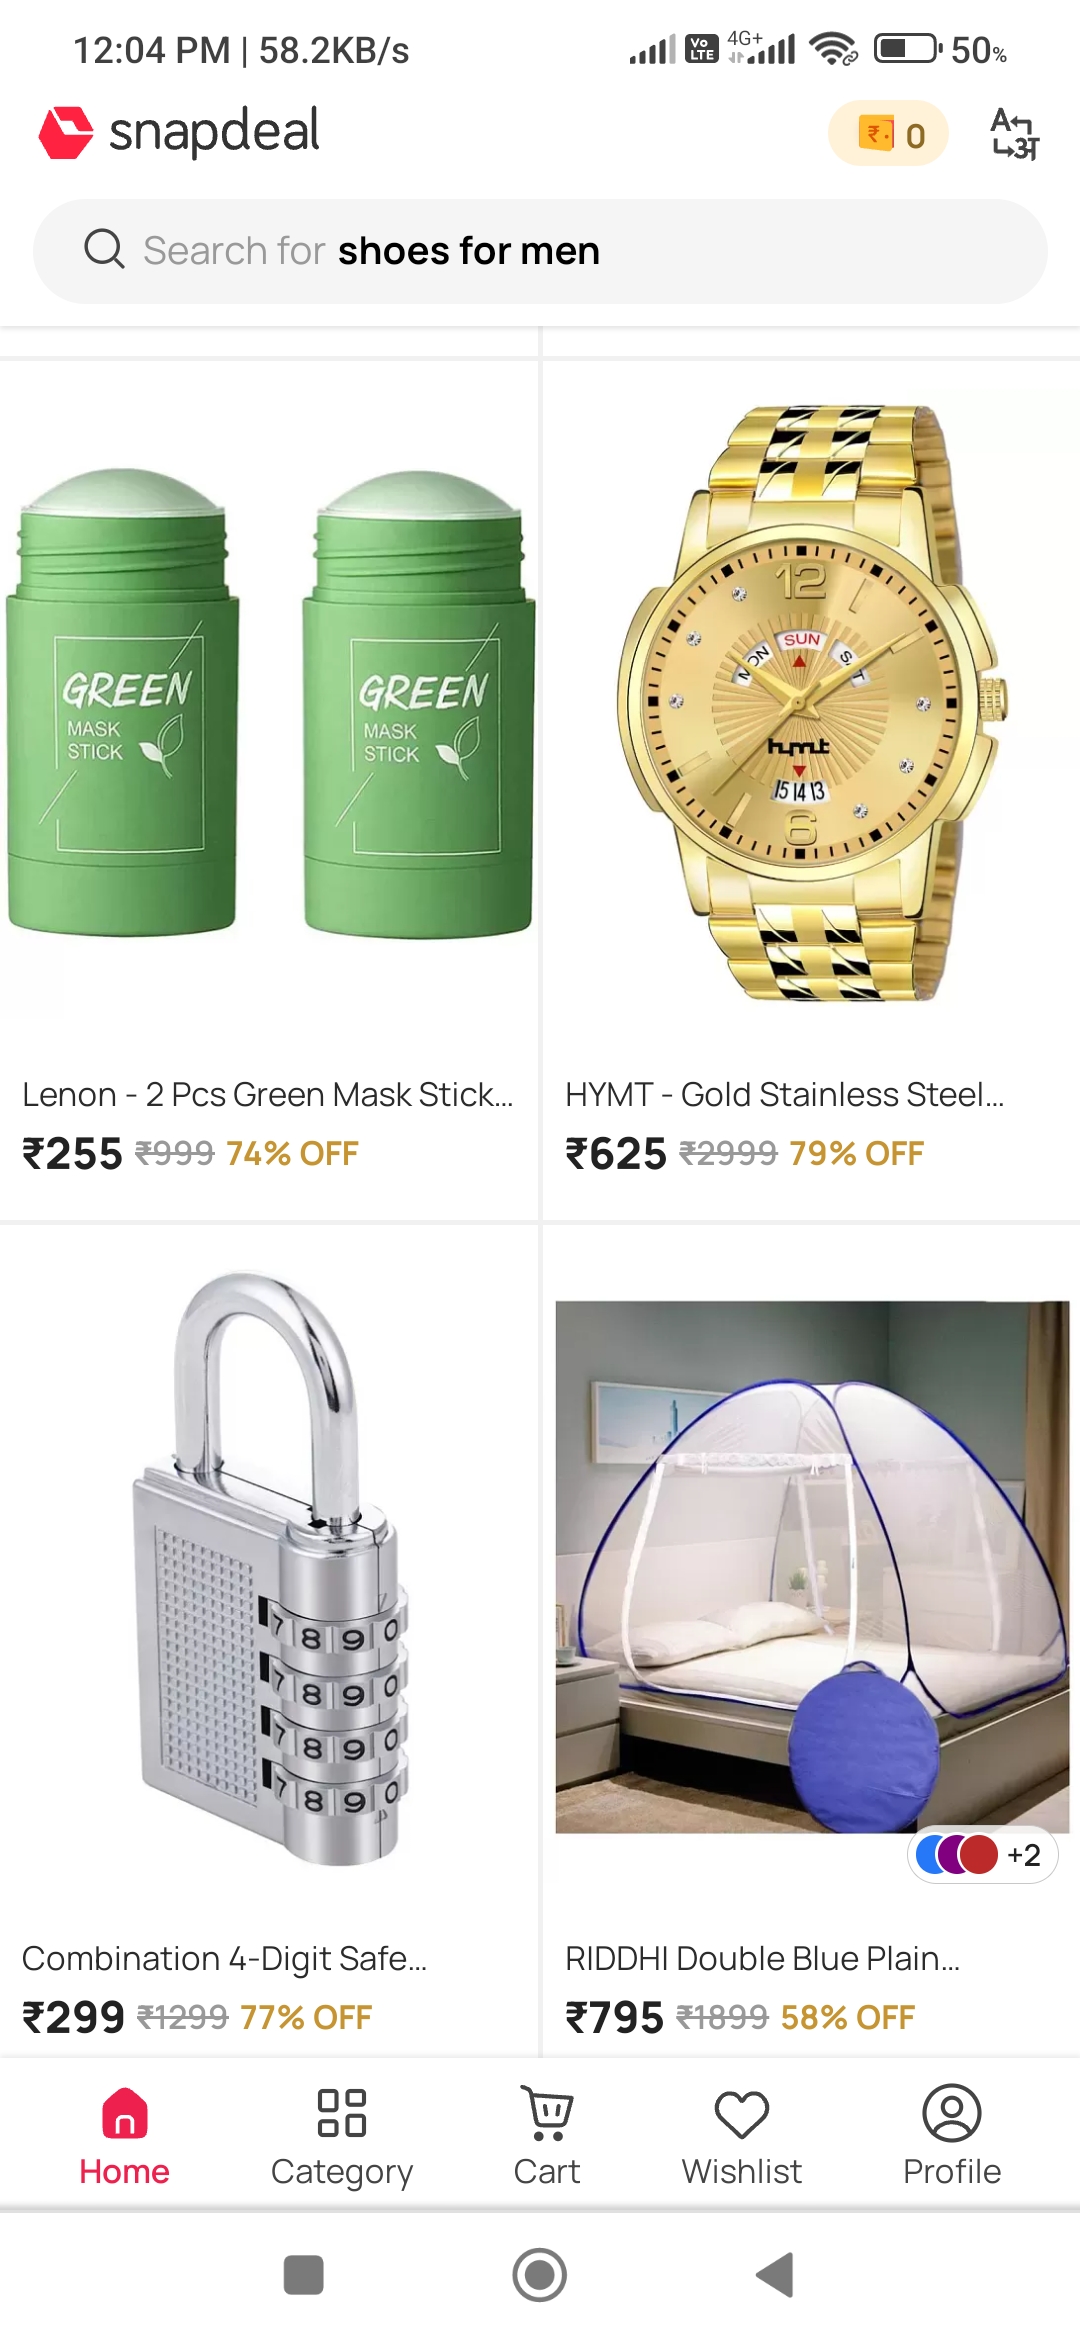 12:04 PM | 58.2KB/s
Vo LTE
4G+
50%
snapdeal
₹ 0
A अ
Search for shoes for men
GREEN
MASK
STICK
GREEN
MASK
STICK
12
MON SUN SAT
hymt
15 14 13
6
Lenon - 2 Pcs Green Mask Stick...
₹255 ₹999 74% OFF
HYMT - Gold Stainless Steel...
₹625 ₹2999 79% OFF
7 8 9 0
7 8 9 0
7 8 9 0
7 8 9 0
+2
Combination 4-Digit Safe...
₹299 ₹1299 77% OFF
RIDDHI Double Blue Plain...
₹795 ₹1899 58% OFF
Home
Category
Cart
Wishlist
Profile